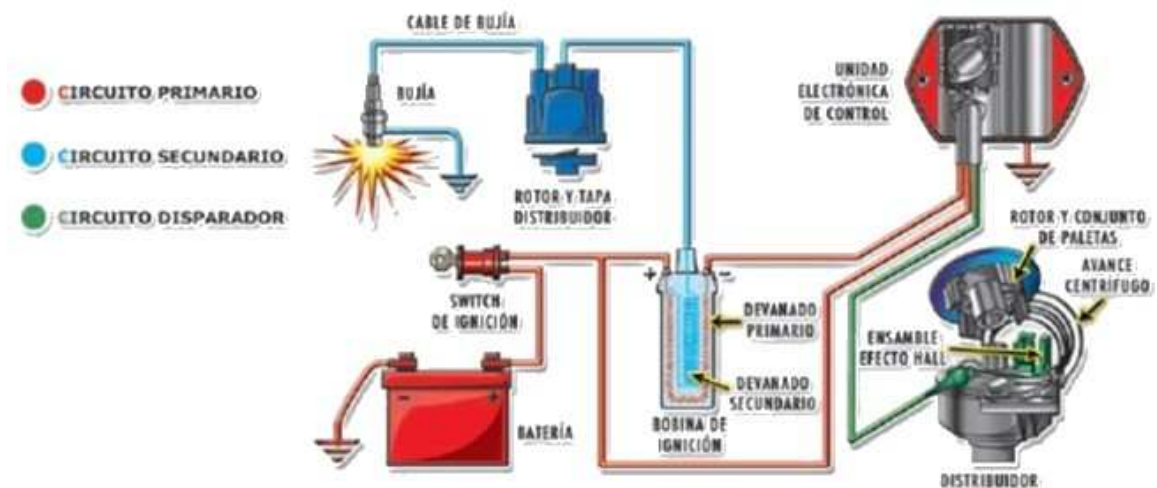 CIRCUITO PRIMARIO
CIRCUITO SECUNDARIO
CIRCUITO DISPARADOR
CABLE DE BUJÍA
BUJÍA
ROTOR Y TAPA
DISTRIBUIDOR
UNIDAD
ELECTRÓNICA
DE CONTROL
ROTOR Y CONJUNTO
DE PALETAS
AVANCE
CENTRÍFUGO
ENSAMBLE
EFECTO HALL
SWITCH
DE IGNICIÓN
+
-
DEVANADO
PRIMARIO
DEVANADO
SECUNDARIO
BOBINA DE
IGNICIÓN
-
+
BATERÍA
DISTRIBUIDOR